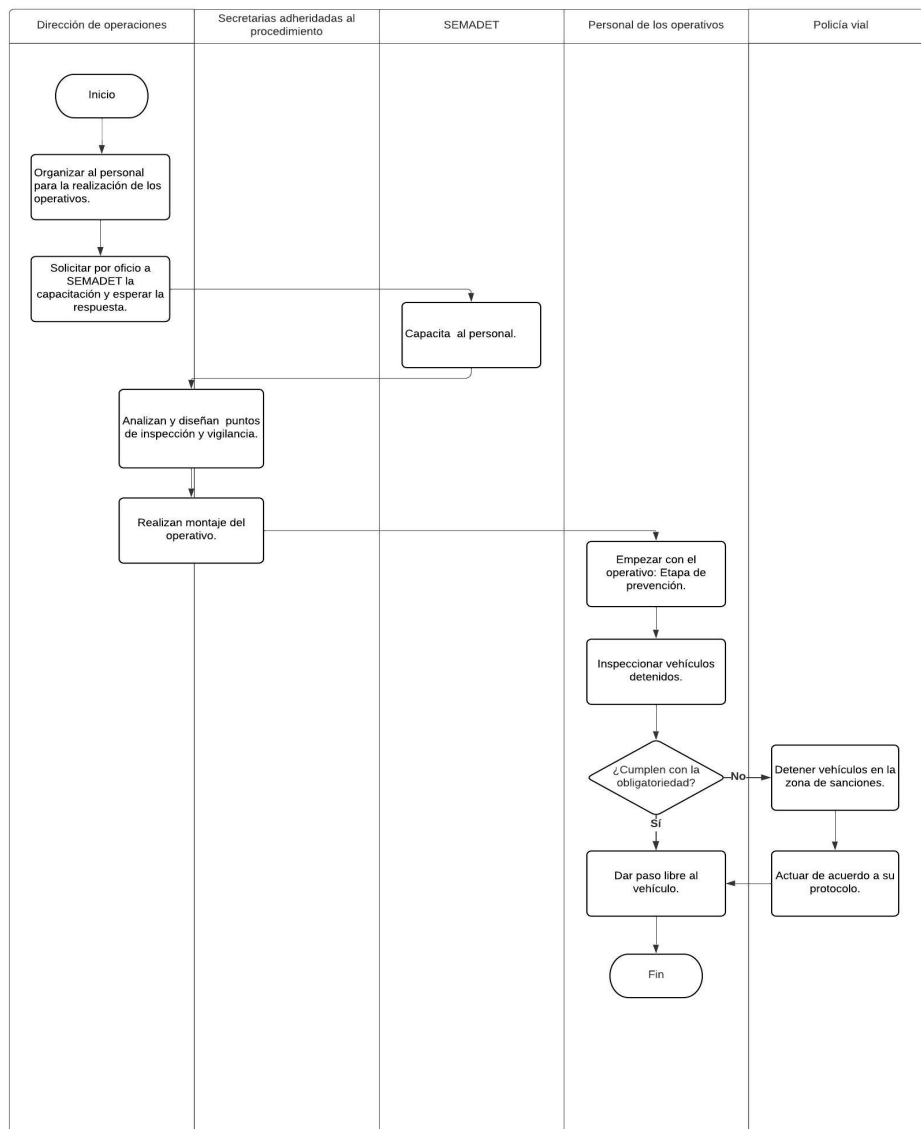 Dirección de operaciones
Secretarias adheridadas al
procedimiento
SEMADET
Personal de los operativos
Policía vial
Inicio
Organizar al personal
para la realización de los
operativos.
Solicitar por oficio a
SEMADET la
capacitación y esperar la
respuesta.
Capacita al personal.
Analizan y diseñan puntos
de inspección y vigilancia.
Realizan montaje del
operativo.
Empezar con el
operativo: Etapa de
prevención.
Inspeccionar vehículos
detenidos.
¿Cumplen con la
obligatoriedad?
No
Detener vehículos en la
zona de sanciones.
Sí
Dar paso libre al
vehículo.
Actuar de acuerdo a su
protocolo.
Fin